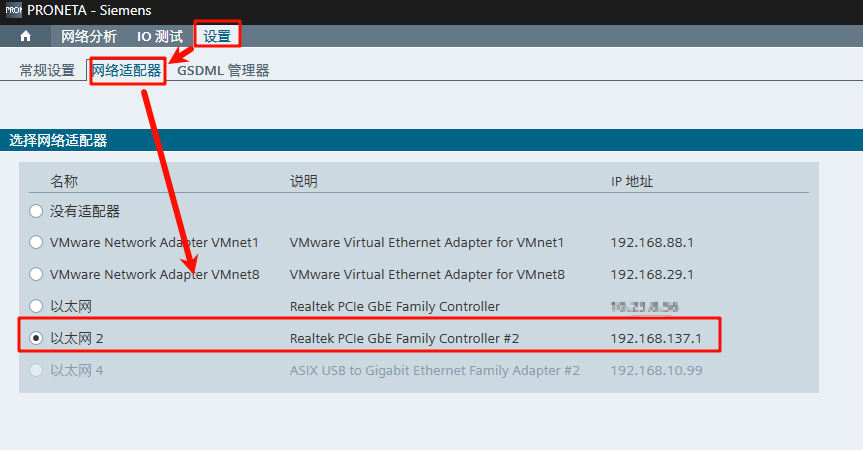 PRONETA - Siemens
网络分析 IO 测试 设置
常规设置 网络适配器 GSDML 管理器
选择网络适配器
名称 说明 IP 地址
没有适配器
VMware Network Adapter VMnet1 VMware Virtual Ethernet Adapter for VMnet1 192.168.88.1
VMware Network Adapter VMnet8 VMware Virtual Ethernet Adapter for VMnet8 192.168.29.1
以太网 Realtek PCIe GbE Family Controller
以太网 2 Realtek PCIe GbE Family Controller #2 192.168.137.1
以太网 4 ASIX USB to Gigabit Ethernet Family Adapter #2 192.168.10.99